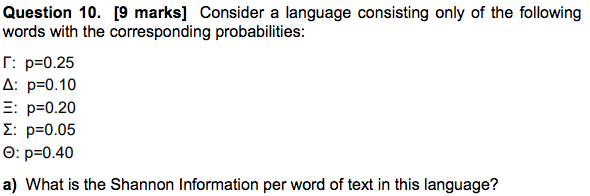 Question 10. [9 marks] Consider a language consisting only of the following
words with the corresponding probabilities:
Γ: p=0.25
Δ: p=0.10
Ξ: p=0.20
Σ: p=0.05
Θ: p=0.40
a) What is the Shannon Information per word of text in this language?